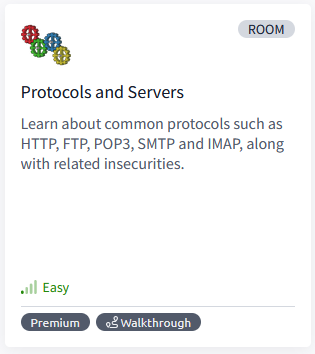 ROOM
Protocols and Servers
Learn about common protocols such as
HTTP, FTP, POP3, SMTP and IMAP, along
with related insecurities.
Easy
Premium Walkthrough